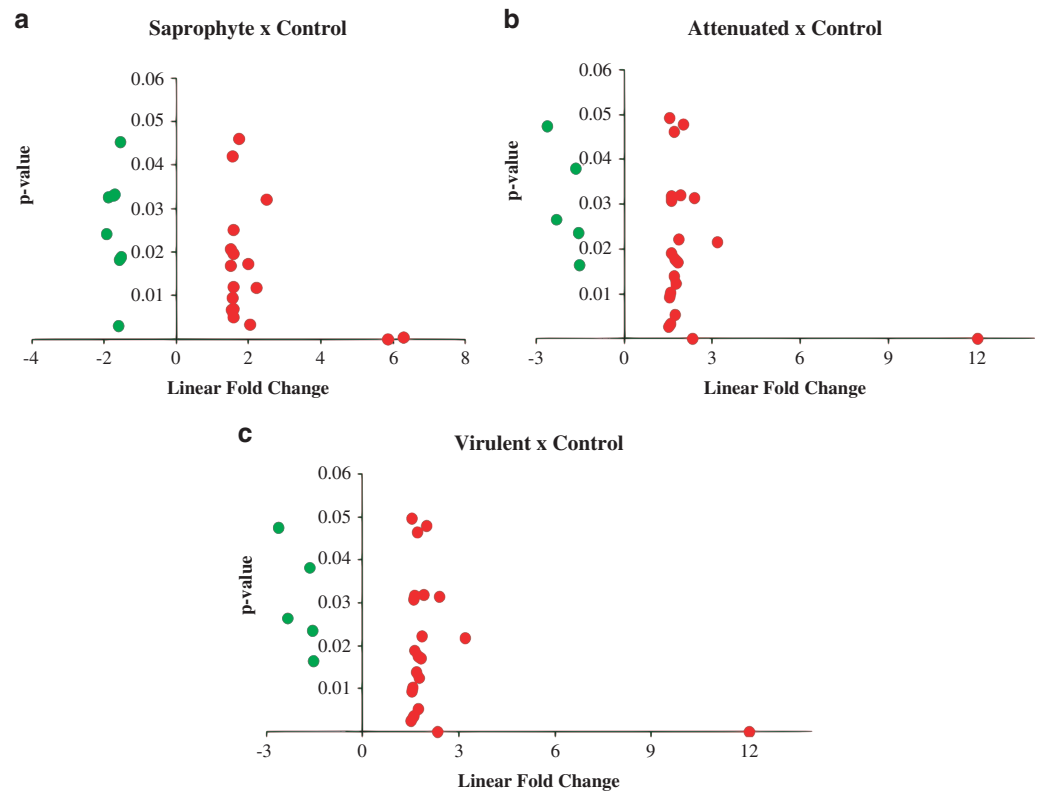 a
Saprophyte x Control
0.06
0.05
0.04
0.03
0.02
0.01
p-value
-4 -2 0 2 4 6 8
Linear Fold Change
b
Attenuated x Control
0.06
0.05
0.04
0.03
0.02
0.01
p-value
-3 0 3 6 9 12
Linear Fold Change
c
Virulent x Control
0.06
0.05
0.04
0.03
0.02
0.01
p-value
-3 0 3 6 9 12
Linear Fold Change